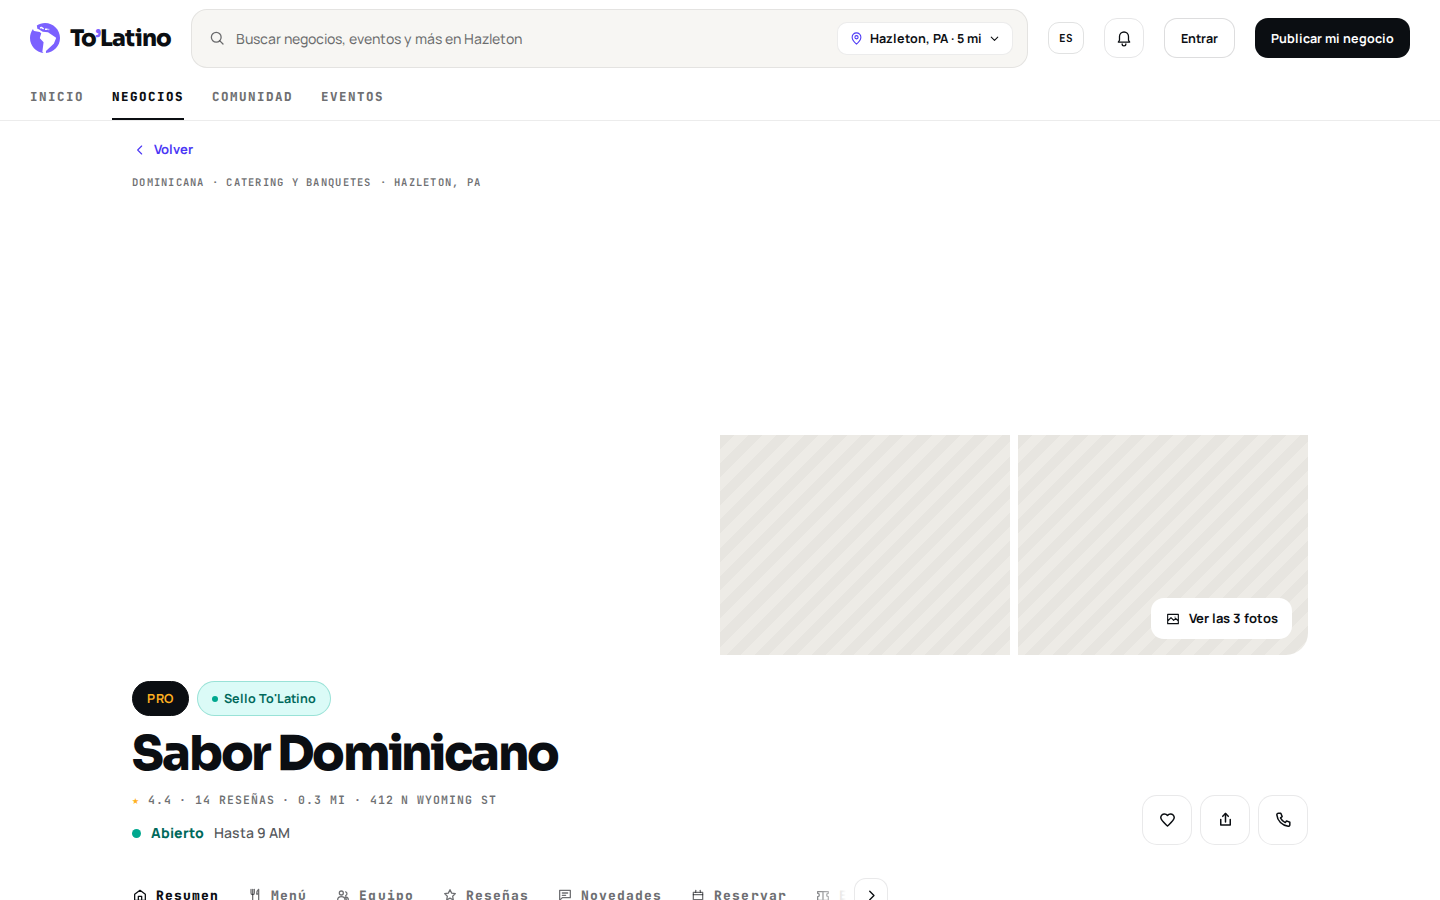 To'Latino
Buscar negocios, eventos y más en Hazleton
Hazleton, PA · 5 mi
ES
Entrar
Publicar mi negocio
INICIO
NEGOCIOS
COMUNIDAD
EVENTOS
Volver
DOMINICANA · CATERING Y BANQUETES · HAZLETON, PA
Ver las 3 fotos
PRO
Sello To'Latino
Sabor Dominicano
★ 4.4 · 14 RESEÑAS · 0.3 MI · 412 N WYOMING ST
Abierto Hasta 9 AM
Resumen
Menú
Equipo
Reseñas
Novedades
Reservar